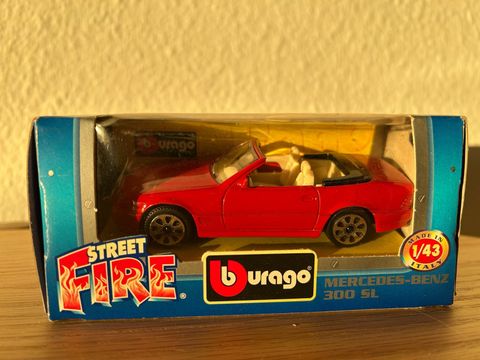 burago
STREET
FIRE®
burago®
MERCEDES-BENZ
300 SL
MADE IN
1/43
ITALY